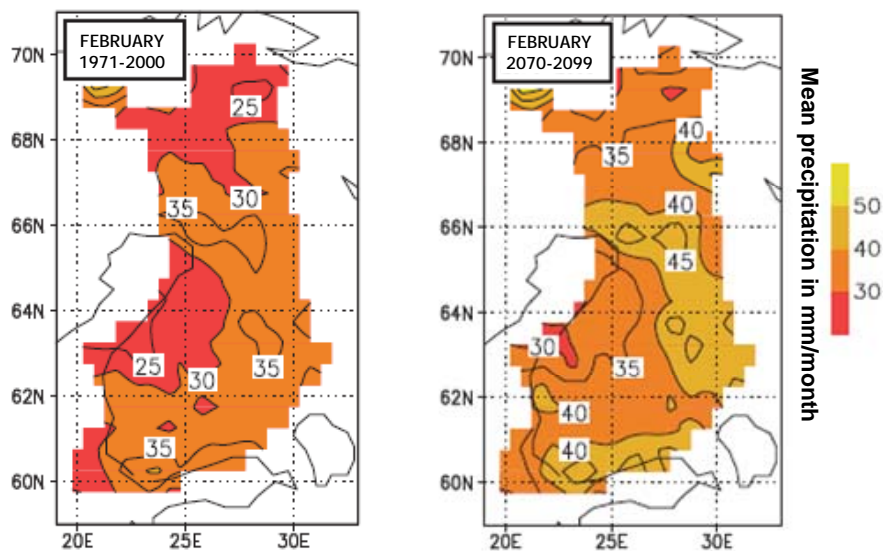 FEBRUARY
1971-2000
70N
68N
66N
64N
62N
60N
20E
25E
30E
25
30
35
25
30
35
35
FEBRUARY
2070-2099
70N
68N
66N
64N
62N
60N
20E
25E
30E
40
35
40
45
30
35
40
40
Mean precipitation in mm/month
50
40
30